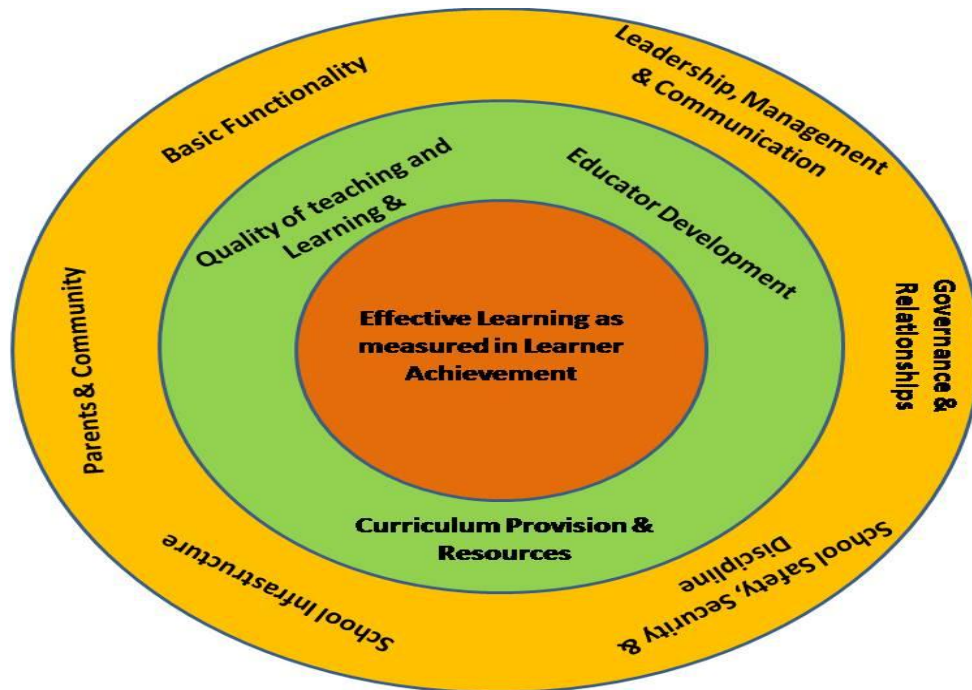 Basic Functionality
Leadership, Management
& Communication
Quality of teaching and
Learning &
Educator Development
Effective Learning as
measured in Learner
Achievement
Parents & Community
Governance &
Relationships
Curriculum Provision &
Resources
School Infrastructure
School Safety, Security &
Discipline